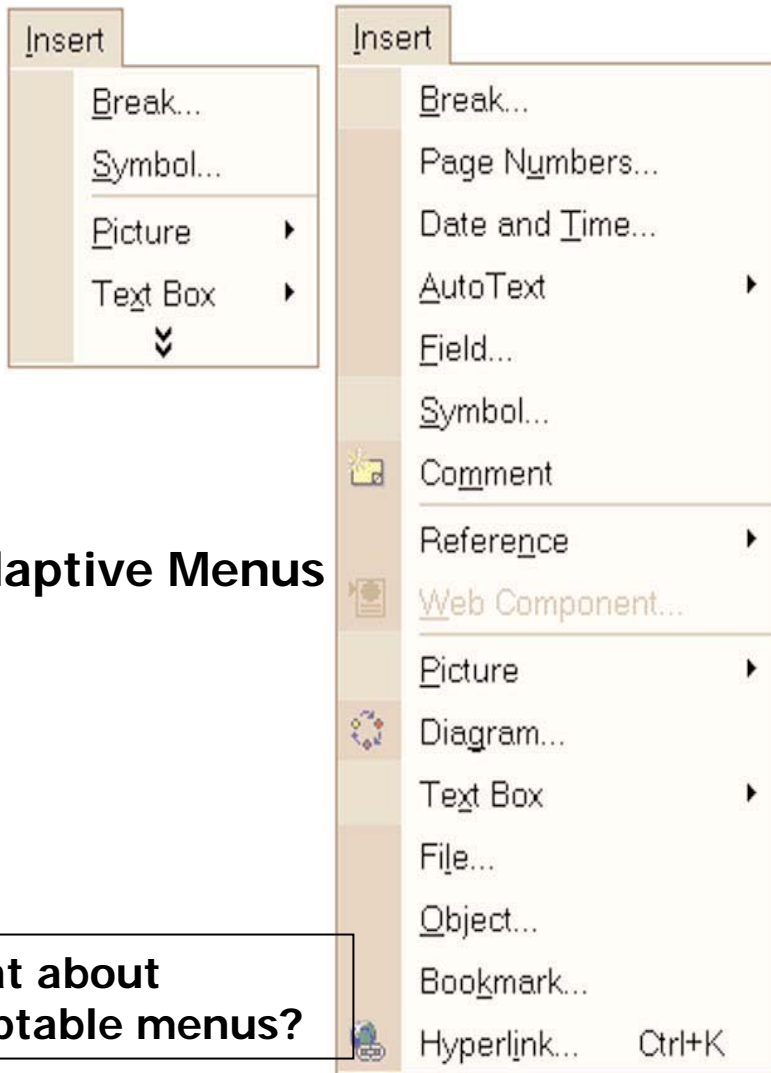 Insert
Break...
Symbol...
Picture
Text Box
Insert
Break...
Page Numbers...
Date and Time...
AutoText
Field...
Symbol...
Comment
Reference
Web Component...
Picture
Diagram...
Text Box
File...
Object...
Bookmark...
Hyperlink... Ctrl+K
laptive Menus
at about
ptable menus?